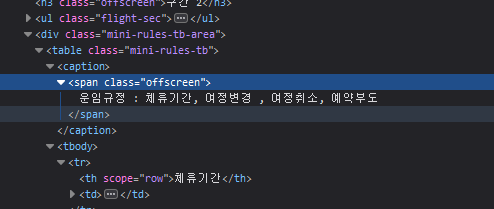 <h3 class="offscreen">구간 2</h3>
<ul class="flight-sec"></ul>
<div class="mini-rules-tb-area">
<table class="mini-rules-tb">
<caption>
<span class="offscreen">
운임규정 : 체류기간, 여정변경 , 여정취소, 예약부도
</span>
</caption>
<tbody>
<tr>
<th scope="row">체류기간</th>
<td></td>
</tr>